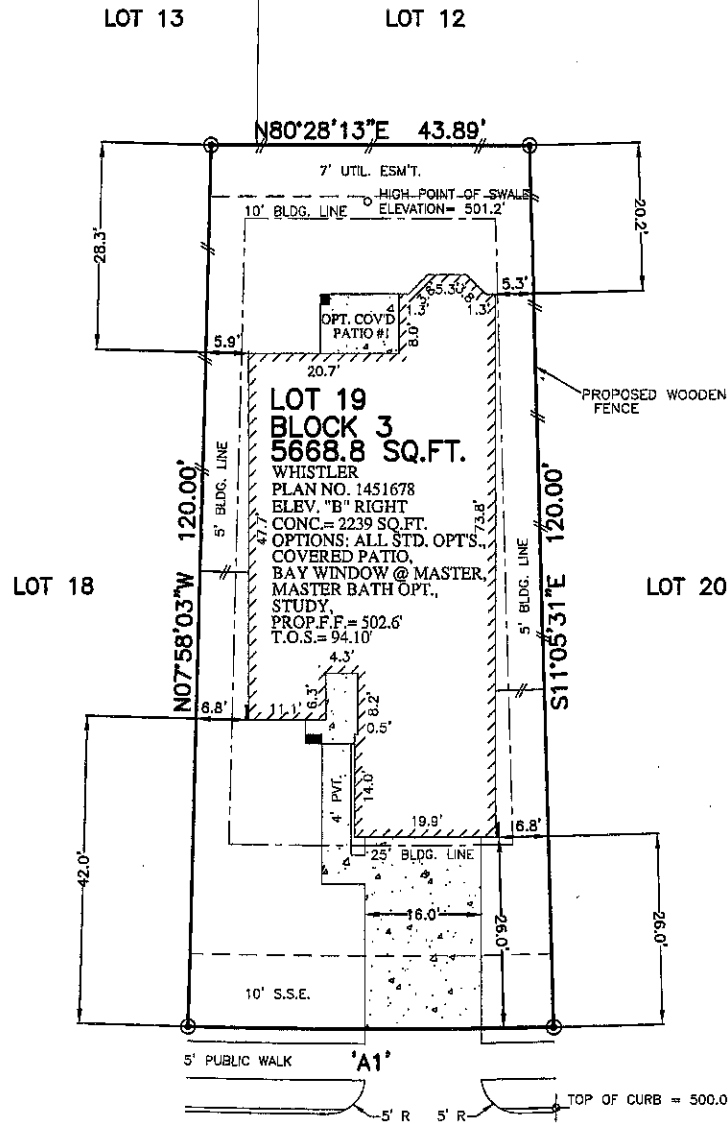 LOT 13
LOT 12
N80°28'13"E 43.89'
7' UTIL. ESM'T.
HIGH POINT OF SWALE
ELEVATION= 501.2'
10' BLDG. LINE
28.3'
20.2'
5.3'
1.3'
1.3'
OPT. COV'D
PATIO #1
8.0'
5.9'
20.7'
PROPOSED WOODEN
FENCE
LOT 19
BLOCK 3
5668.8 SQ.FT.
WHISTLER
PLAN NO. 1451678
ELEV. "B" RIGHT
CONC.= 2239 SQ.FT.
OPTIONS: ALL STD. OPT'S.,
COVERED PATIO,
BAY WINDOW @ MASTER,
MASTER BATH OPT.,
STUDY,
PROP.F.F.= 502.6'
T.O.S.= 94.10'
47.7'
73.8'
5' BLDG. LINE
5' BLDG. LINE
N07°58'03"W 120.00'
S11°05'31"E 120.00'
LOT 18
LOT 20
4.3'
6.3'
8.2'
6.8'
11.1'
0.5'
4' PVT.
14.0'
19.9'
6.8'
25' BLDG. LINE
42.0'
16.0'
26.0'
26.0'
10' S.S.E.
5' PUBLIC WALK
'A1'
5' R
5' R
TOP OF CURB = 500.0